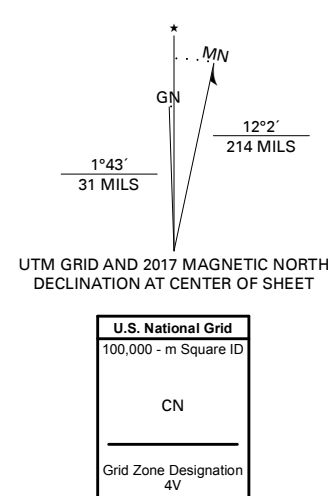 ★
MN
GN
12°2´
214 MILS
1°43´
31 MILS
UTM GRID AND 2017 MAGNETIC NORTH
DECLINATION AT CENTER OF SHEET
U.S. National Grid
100,000 - m Square ID
CN
Grid Zone Designation
4V